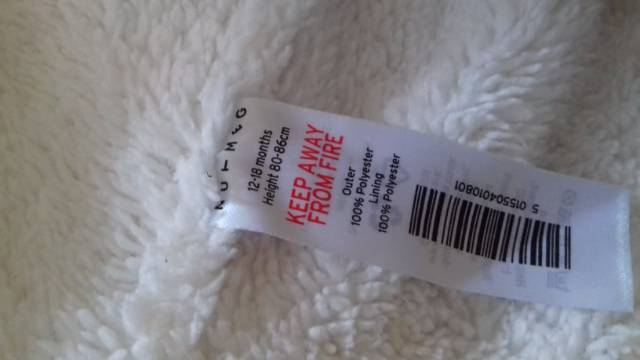 NUTMEG
12-18 months
Height 80-86cm
KEEP AWAY
FROM FIRE
Outer
100% Polyester
Lining
100% Polyester
5 015504010801